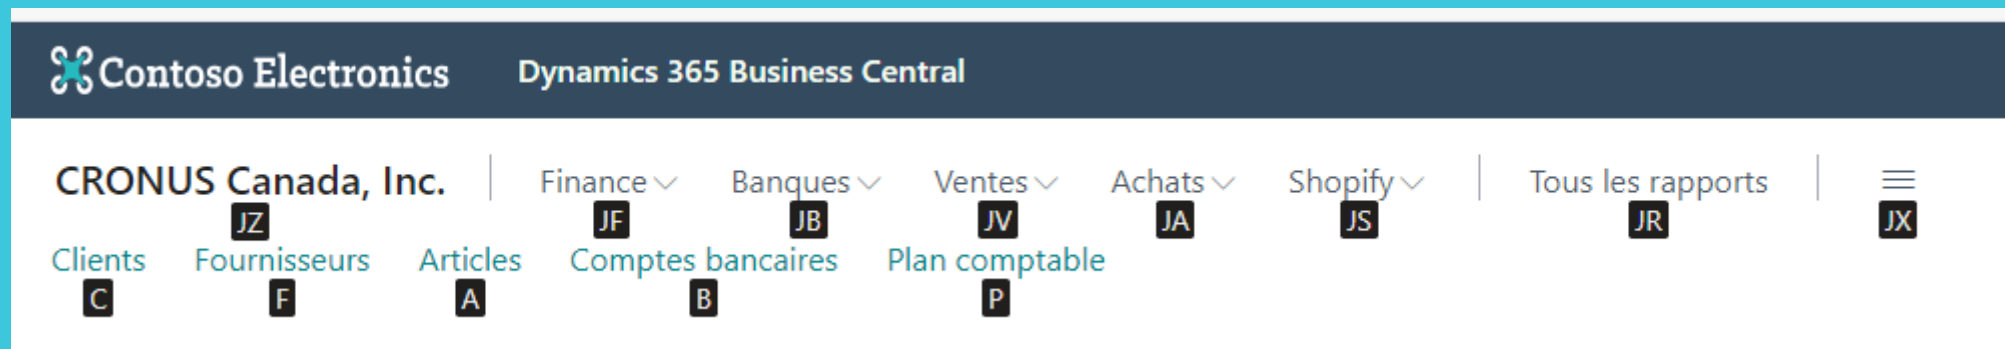 Contoso Electronics Dynamics 365 Business Central
CRONUS Canada, Inc. Finance Banques Ventes Achats Shopify Tous les rapports
JZ JF JB JV JA JS JR JX
Clients Fournisseurs Articles Comptes bancaires Plan comptable
C F A B P